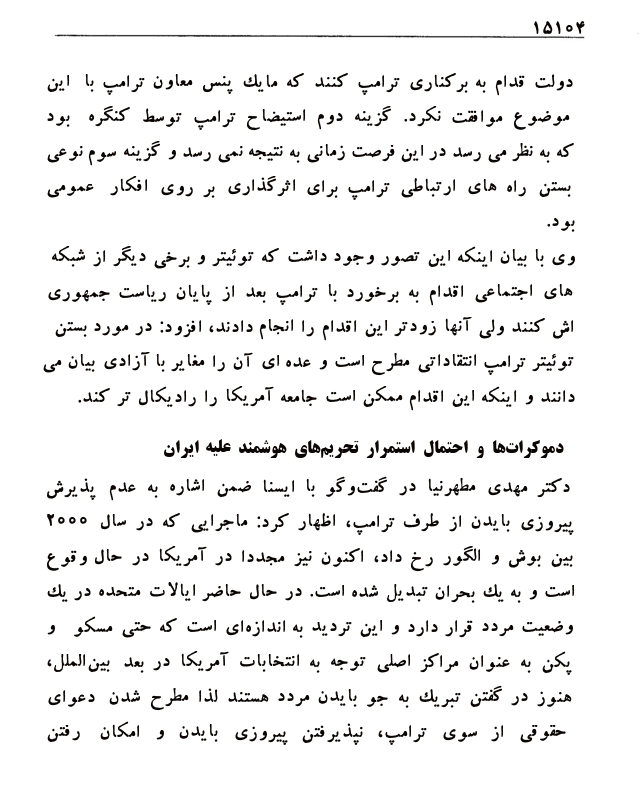 ۱۵۱۰۴
دولت قدام به برکناری ترامپ کنند که مایك پنس معاون ترامپ با این
موضوع موافقت نکرد. گزینه دوم استیضاح ترامپ توسط کنگره بود
که به نظر می رسد در این فرصت زمانی به نتیجه نمی رسد و گزینه سوم نوعی
بستن راه های ارتباطی ترامپ برای اثرگذاری بر روی افکار عمومی
بود.
وی با بیان اینکه این تصور وجود داشت که توئیتر و برخی دیگر از شبکه
های اجتماعی اقدام به برخورد با ترامپ بعد از پایان ریاست جمهوری
اش کنند ولی آنها زودتر این اقدام را انجام دادند، افزود: در مورد بستن
توئیتر ترامپ انتقاداتی مطرح است و عده ای آن را مغایر با آزادی بیان می
دانند و اینکه این اقدام ممکن است جامعه آمریکا را رادیکال تر کند.
دموکرات‌ها و احتمال استمرار تحریم‌های هوشمند علیه ایران
دکتر مهدی مطهرنیا در گفت‌وگو با ایسنا ضمن اشاره به عدم پذیرش
پیروزی بایدن از طرف ترامپ، اظهار کرد: ماجرایی که در سال ۲۰۰۰
بین بوش و الگور رخ داد، اکنون نیز مجددا در آمریکا در حال وقوع
است و به یك بحران تبدیل شده است. در حال حاضر ایالات متحده در یك
وضعیت مردد قرار دارد و این تردید به اندازه‌ای است که حتی مسکو و
پکن به عنوان مراکز اصلی توجه به انتخابات آمریکا در بعد بین‌الملل،
هنوز در گفتن تبریك به جو بایدن مردد هستند لذا مطرح شدن دعوای
حقوقی از سوی ترامپ، نپذیرفتن پیروزی بایدن و امکان رفتن